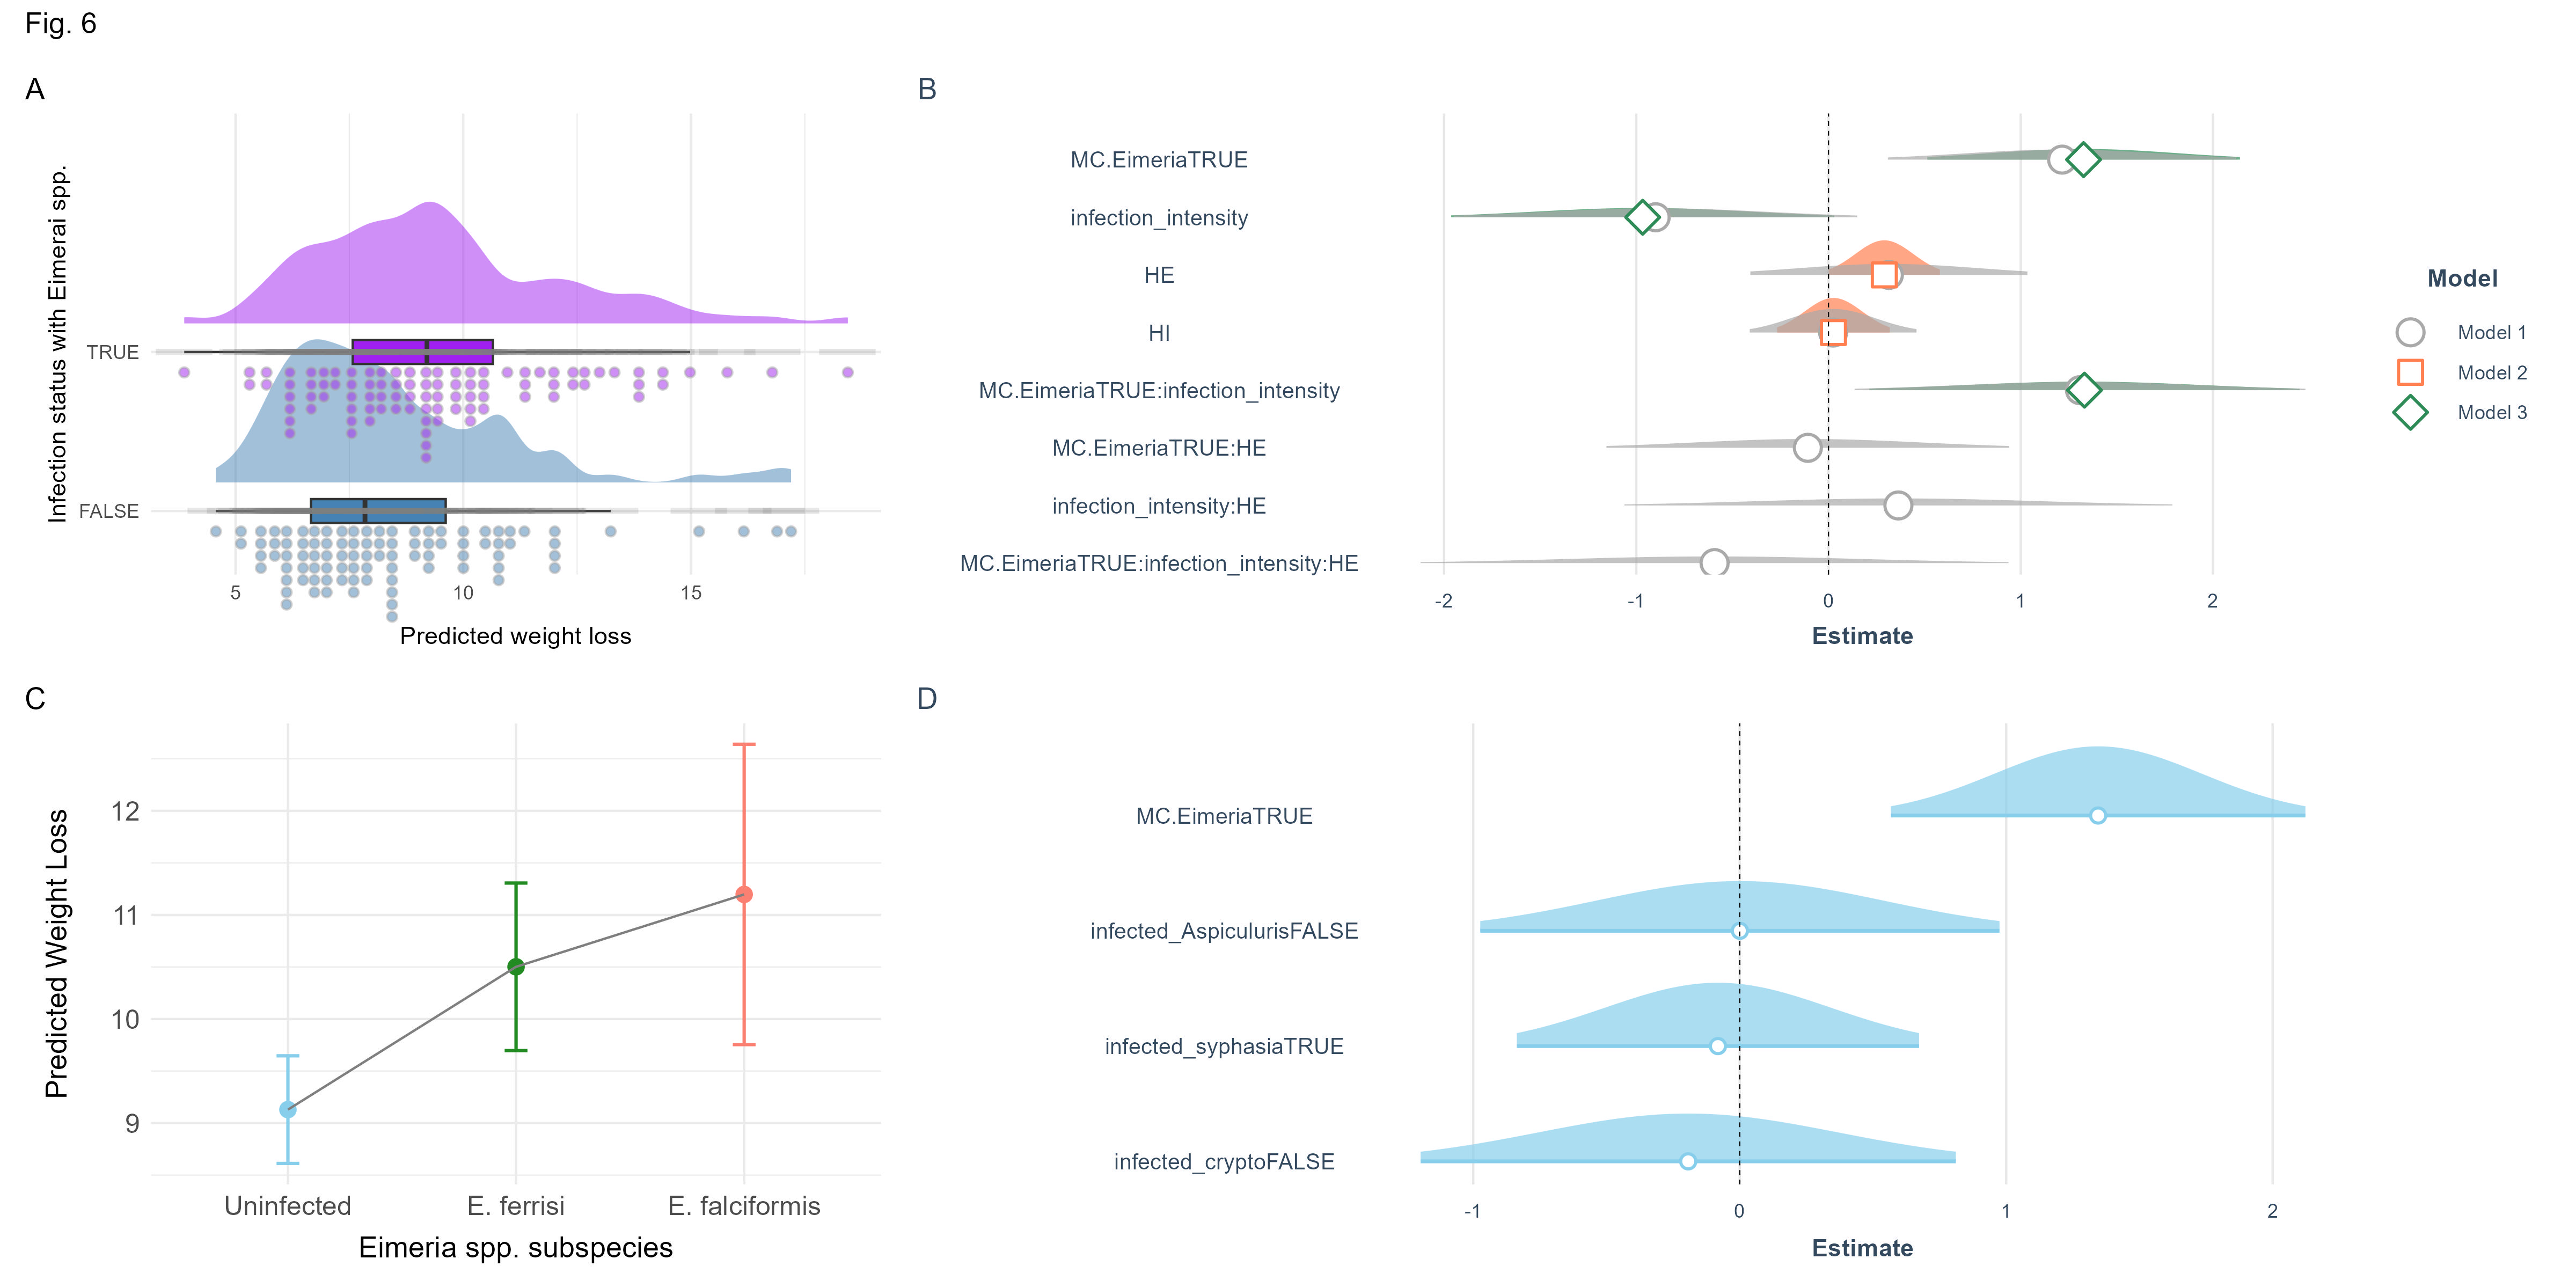 Fig. 6
A
Infection status with Eimerai spp.
TRUE
FALSE
5
10
15
Predicted weight loss
B
MC.EimeriaTRUE
infection_intensity
HE
HI
MC.EimeriaTRUE:infection_intensity
MC.EimeriaTRUE:HE
infection_intensity:HE
MC.EimeriaTRUE:infection_intensity:HE
-2
-1
0
1
2
Estimate
Model
Model 1
Model 2
Model 3
C
Predicted Weight Loss
12
11
10
9
Uninfected
E. ferrisi
E. falciformis
Eimeria spp. subspecies
D
MC.EimeriaTRUE
infected_AspiculurisFALSE
infected_syphasiaTRUE
infected_cryptoFALSE
-1
0
1
2
Estimate